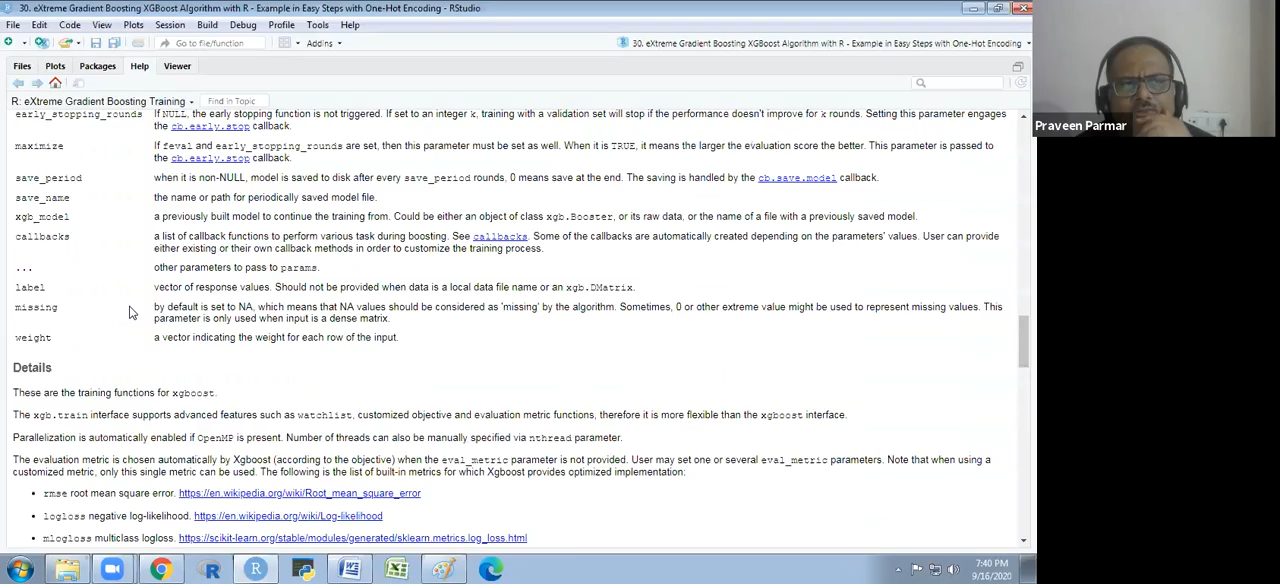 30. eXtreme Gradient Boosting XGBoost Algorithm with R - Example in Easy Steps with One-Hot Encoding - RStudio
File Edit Code View Plots Session Build Debug Profile Tools Help
Go to file/function Addins 30. eXtreme Gradient Boosting XGBoost Algorithm with R - Example in Easy Steps with One-Hot Encoding
Files Plots Packages Help Viewer
R: eXtreme Gradient Boosting Training Find in Topic
early_stopping_rounds If NULL, the early stopping function is not triggered. If set to an integer k, training with a validation set will stop if the performance doesn't improve for k rounds. Setting this parameter engages
the cb.early.stop callback.
maximize If feval and early_stopping_rounds are set, then this parameter must be set as well. When it is TRUE, it means the larger the evaluation score the better. This parameter is passed to
the cb.early.stop callback.
save_period when it is non-NULL, model is saved to disk after every save_period rounds, 0 means save at the end. The saving is handled by the cb.save.model callback.
save_name the name or path for periodically saved model file.
xgb_model a previously built model to continue the training from. Could be either an object of class xgb.Booster, or its raw data, or the name of a file with a previously saved model.
callbacks a list of callback functions to perform various task during boosting. See callbacks. Some of the callbacks are automatically created depending on the parameters' values. User can provide
either existing or their own callback methods in order to customize the training process.
... other parameters to pass to params.
label vector of response values. Should not be provided when data is a local data file name or an xgb.DMatrix.
missing by default is set to NA, which means that NA values should be considered as 'missing' by the algorithm. Sometimes, 0 or other extreme value might be used to represent missing values. This
parameter is only used when input is a dense matrix.
weight a vector indicating the weight for each row of the input.
Details
These are the training functions for xgboost.
The xgb.train interface supports advanced features such as watchlist, customized objective and evaluation metric functions, therefore it is more flexible than the xgboost interface.
Parallelization is automatically enabled if OpenMP is present. Number of threads can also be manually specified via nthread parameter.
The evaluation metric is chosen automatically by Xgboost (according to the objective) when the eval_metric parameter is not provided. User may set one or several eval_metric parameters. Note that when using a
customized metric, only this single metric can be used. The following is the list of built-in metrics for which Xgboost provides optimized implementation:
• rmse root mean square error. https://en.wikipedia.org/wiki/Root_mean_square_error
• logloss negative log-likelihood. https://en.wikipedia.org/wiki/Log-likelihood
• mlogloss multiclass logloss. https://scikit-learn.org/stable/modules/generated/sklearn.metrics.log_loss.html
7:40 PM
9/16/2020
Praveen Parmar